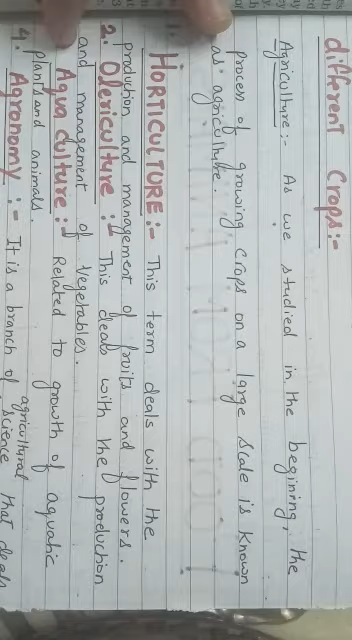 different Crops:-
Agriculture:- As we studied in the beginning, the
process of growing crops on a large scale is known
as agriculture.
1. HORTICULTURE:- This term deals with the
production and management of fruits and flowers.
2. Olericulture:- This deals with the production
and management of vegetables.
Aqua culture:- Related to growth of aquatic
plants and animals.
4. Agronomy:- It is a branch of agricultural science that deals